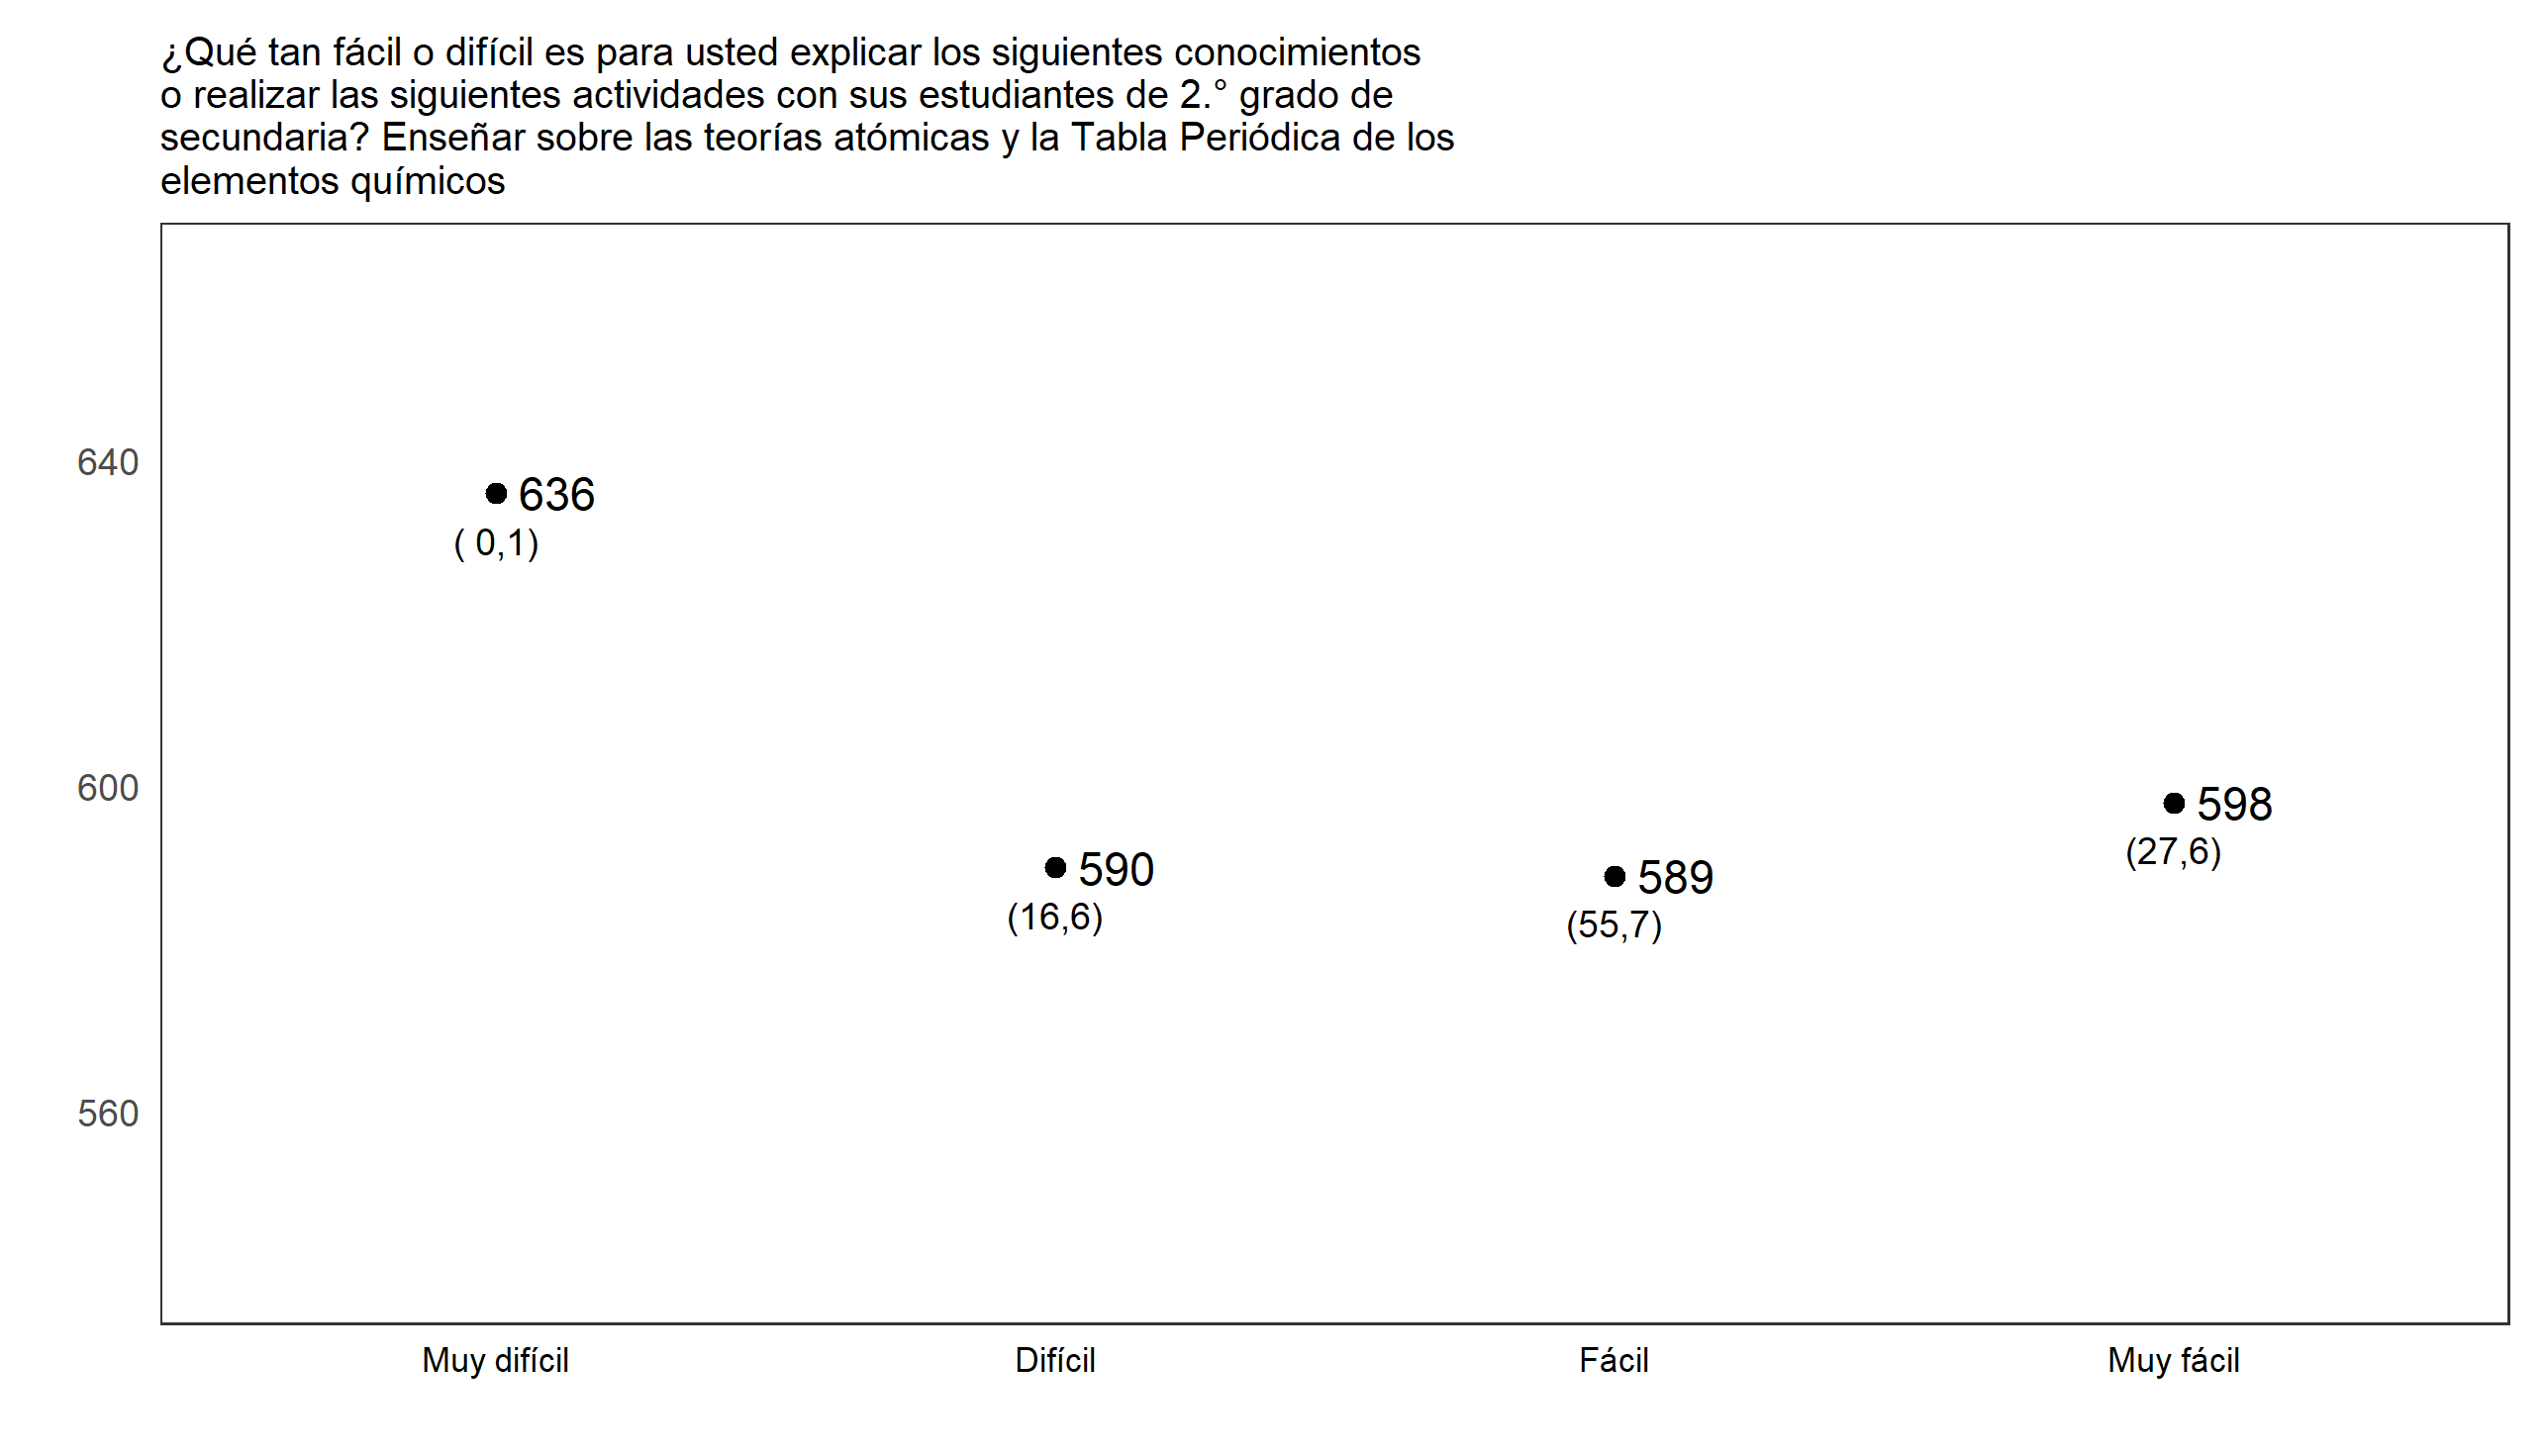 ¿Qué tan fácil o difícil es para usted explicar los siguientes conocimientos
o realizar las siguientes actividades con sus estudiantes de 2.° grado de
secundaria? Enseñar sobre las teorías atómicas y la Tabla Periódica de los
elementos químicos
640
636
( 0,1)
600
598
(27,6)
590
(16,6)
589
(55,7)
560
Muy difícil
Difícil
Fácil
Muy fácil